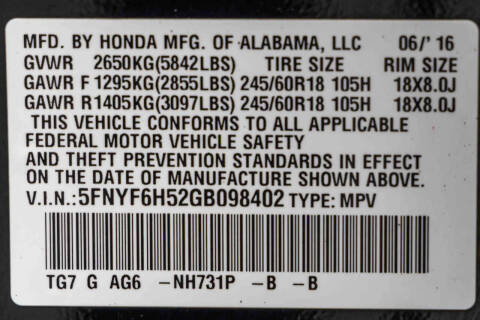 MFD. BY HONDA MFG. OF ALABAMA, LLC 06/'16
GVWR 2650KG(5842LBS) TIRE SIZE RIM SIZE
GAWR F 1295KG(2855LBS) 245/60R18 105H 18X8.0J
GAWR R1405KG(3097LBS) 245/60R18 105H 18X8.0J
THIS VEHICLE CONFORMS TO ALL APPLICABLE
FEDERAL MOTOR VEHICLE SAFETY
AND THEFT PREVENTION STANDARDS IN EFFECT
ON THE DATE OF MANUFACTURE SHOWN ABOVE.
V.I.N.:5FNYF6H52GB098402 TYPE: MPV
TG7 G AG6 -NH731P -B -B